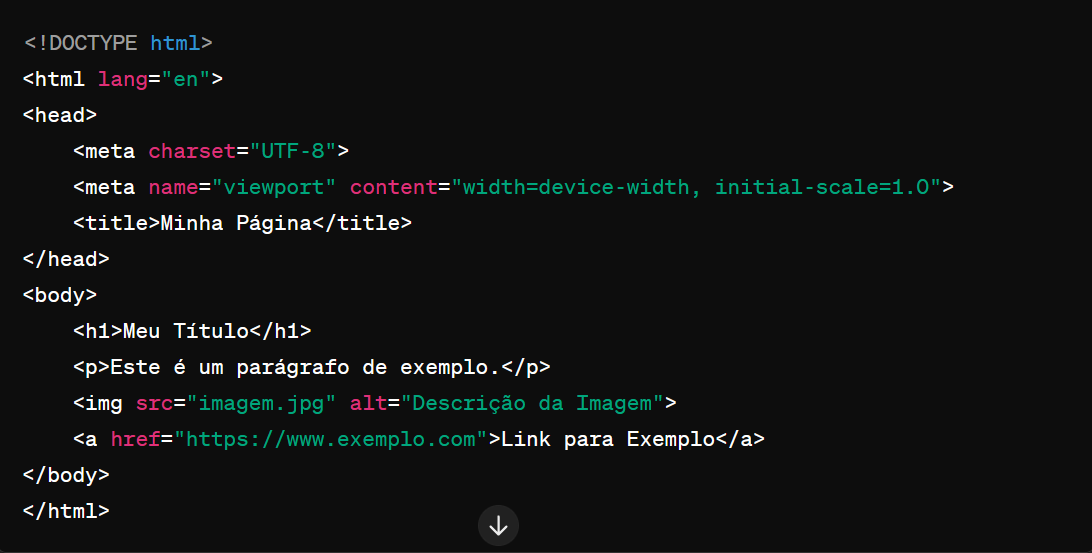 <!DOCTYPE html>
<html lang="en">
<head>
    <meta charset="UTF-8">
    <meta name="viewport" content="width=device-width, initial-scale=1.0">
    <title>Minha Página</title>
</head>
<body>
    <h1>Meu Título</h1>
    <p>Este é um parágrafo de exemplo.</p>
    <img src="imagem.jpg" alt="Descrição da Imagem">
    <a href="https://www.exemplo.com">Link para Exemplo</a>
</body>
</html>